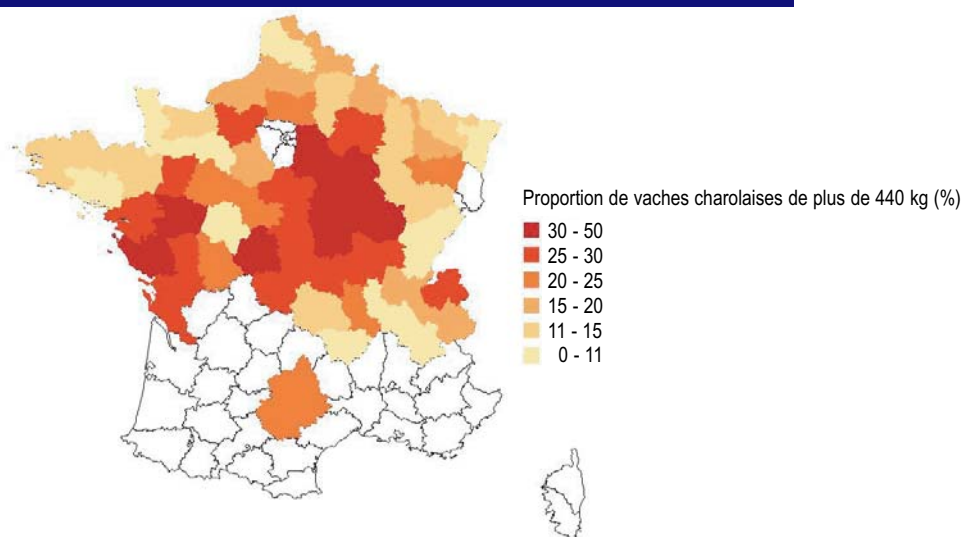 Proportion de vaches charolaises de plus de 440 kg (%)
30 - 50
25 - 30
20 - 25
15 - 20
11 - 15
0 - 11